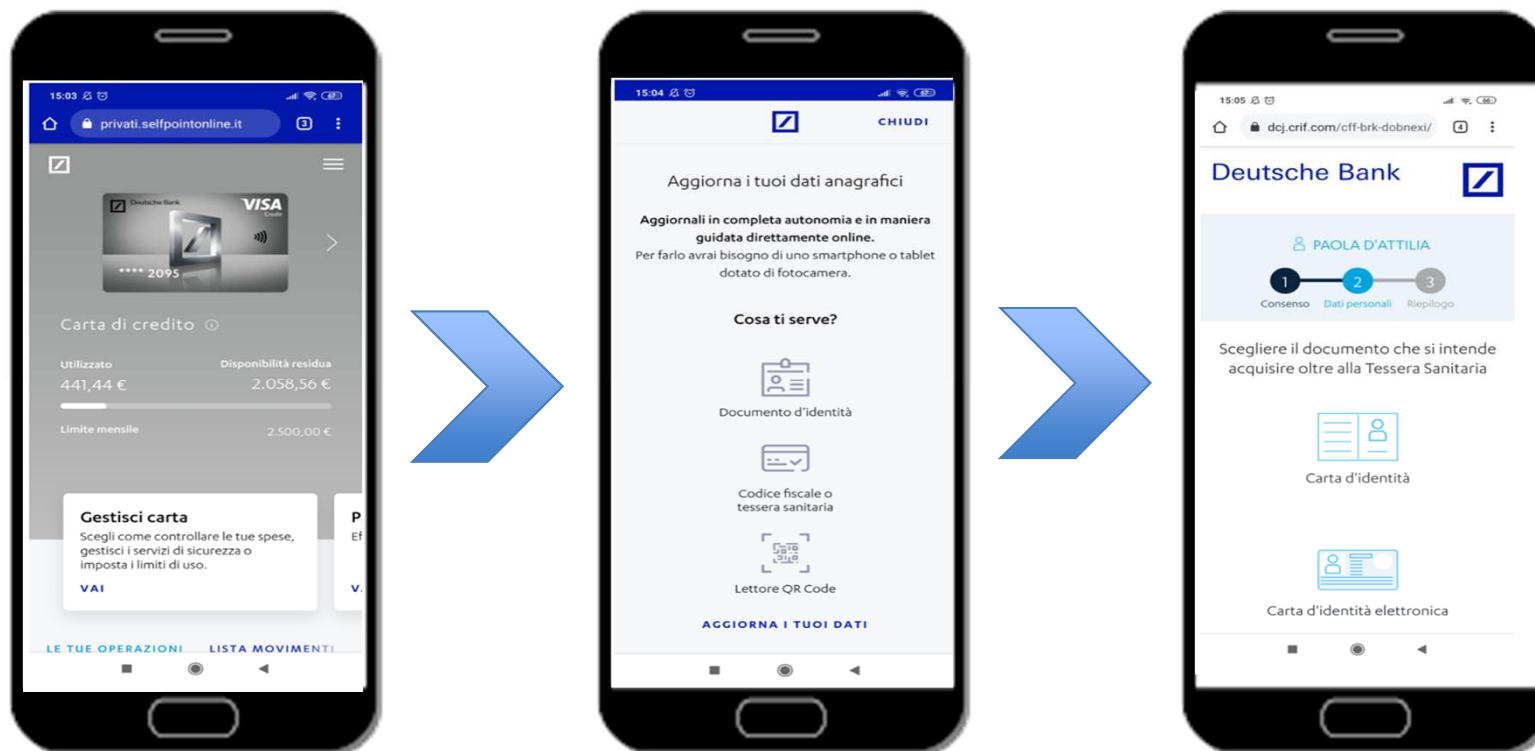 15:03
privati.selfpointonline.it
3
Deutsche Bank
VISA
Credit
**** 2095
Carta di credito
Utilizzato Disponibilità residua
441,44 € 2.058,56 €
Limite mensile 2.500,00 €
Gestisci carta
Scegli come controllare le tue spese,
gestisci i servizi di sicurezza o
imposta i limiti di uso.
VAI
P
Ef
V
LE TUE OPERAZIONI LISTA MOVIMENTI
15:04
67
CHIUDI
Aggiorna i tuoi dati anagrafici
Aggiornali in completa autonomia e in maniera
guidata direttamente online.
Per farlo avrai bisogno di uno smartphone o tablet
dotato di fotocamera.
Cosa ti serve?
Documento d'identità
Codice fiscale o
tessera sanitaria
Lettore QR Code
AGGIORNA I TUOI DATI
15:05
66
dcj.crif.com/cff-brk-dobnexi/
4
Deutsche Bank
PAOLA D'ATTILIA
1 2 3
Consenso Dati personali Riepilogo
Scegliere il documento che si intende
acquisire oltre alla Tessera Sanitaria
Carta d'identità
Carta d'identità elettronica